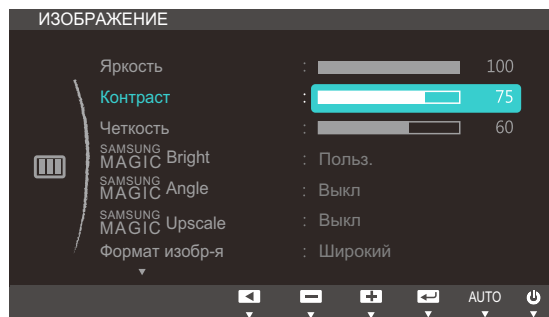 ИЗОБРАЖЕНИЕ
Яркость : 100
Контраст : 75
Четкость : 60
SAMSUNG MAGIC Bright : Польз.
SAMSUNG MAGIC Angle : Выкл
SAMSUNG MAGIC Upscale : Выкл
Формат изобр-я : Широкий
AUTO